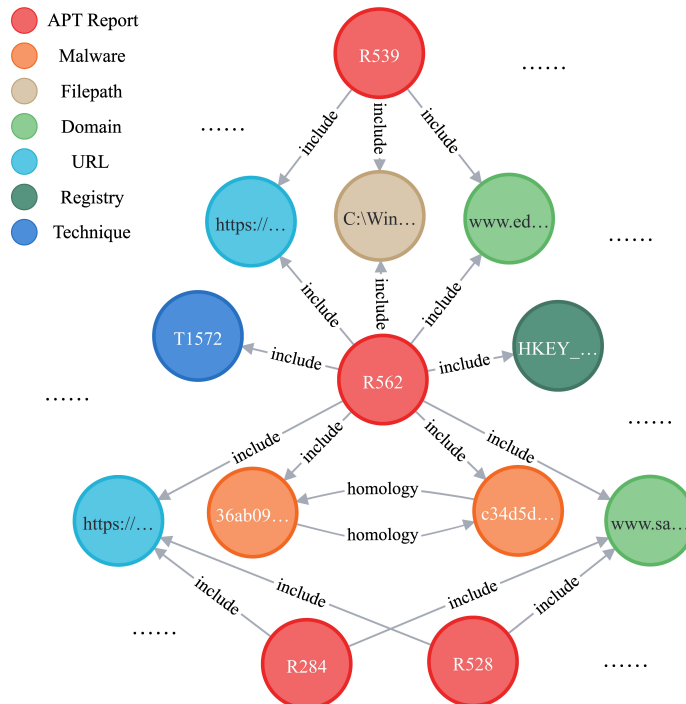 APT Report
Malware
Filepath
Domain
URL
Registry
Technique
R539
……
……
include
include
include
https://…
C:\Win…
www.ed…
……
include
include
include
T1572
include
R562
include
HKEY_…
……
……
include
include
include
include
https://…
36ab09…
homology
homology
c34d5d…
www.sa…
include
include
include
include
……
R284
R528
……